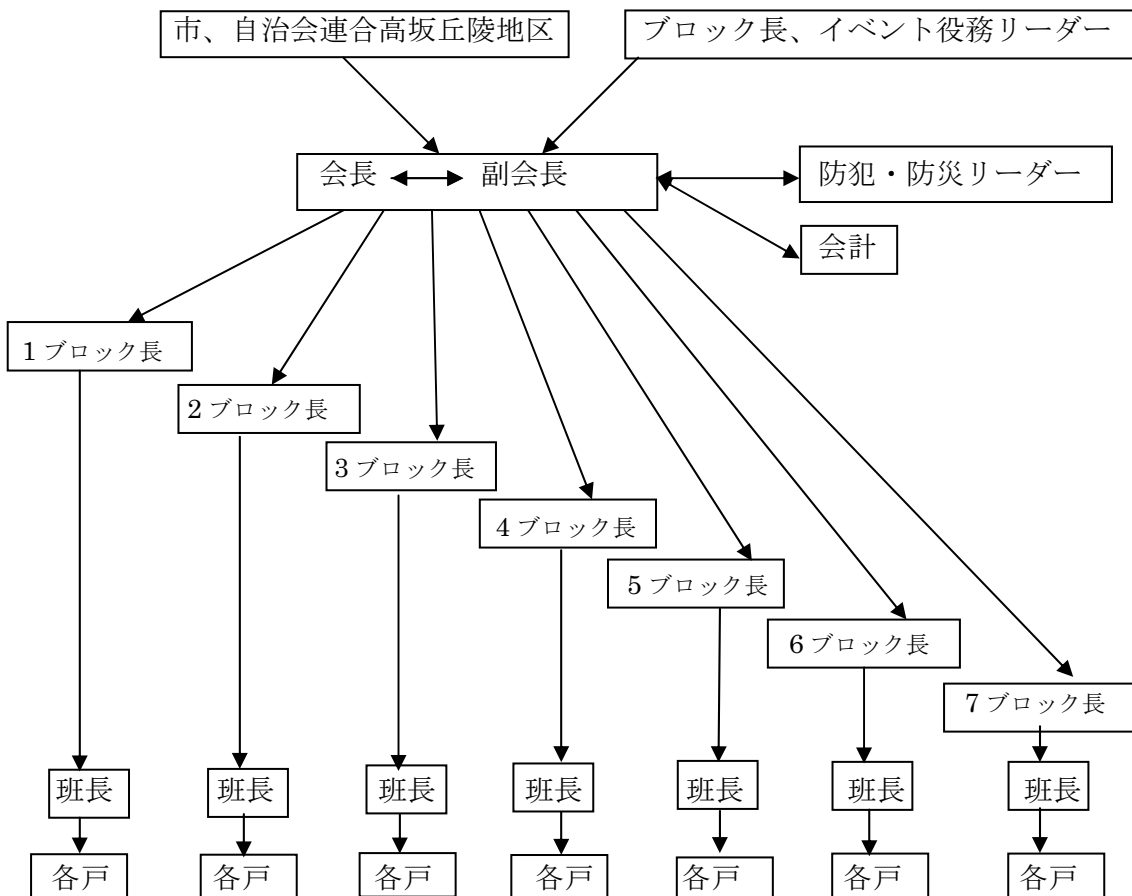 市、自治会連合高坂丘陵地区
ブロック長、イベント役務リーダー
会長
副会長
防犯・防災リーダー
会計
1ブロック長
2ブロック長
3ブロック長
4ブロック長
5ブロック長
6ブロック長
7ブロック長
班長
班長
班長
班長
班長
班長
班長
各戸
各戸
各戸
各戸
各戸
各戸
各戸